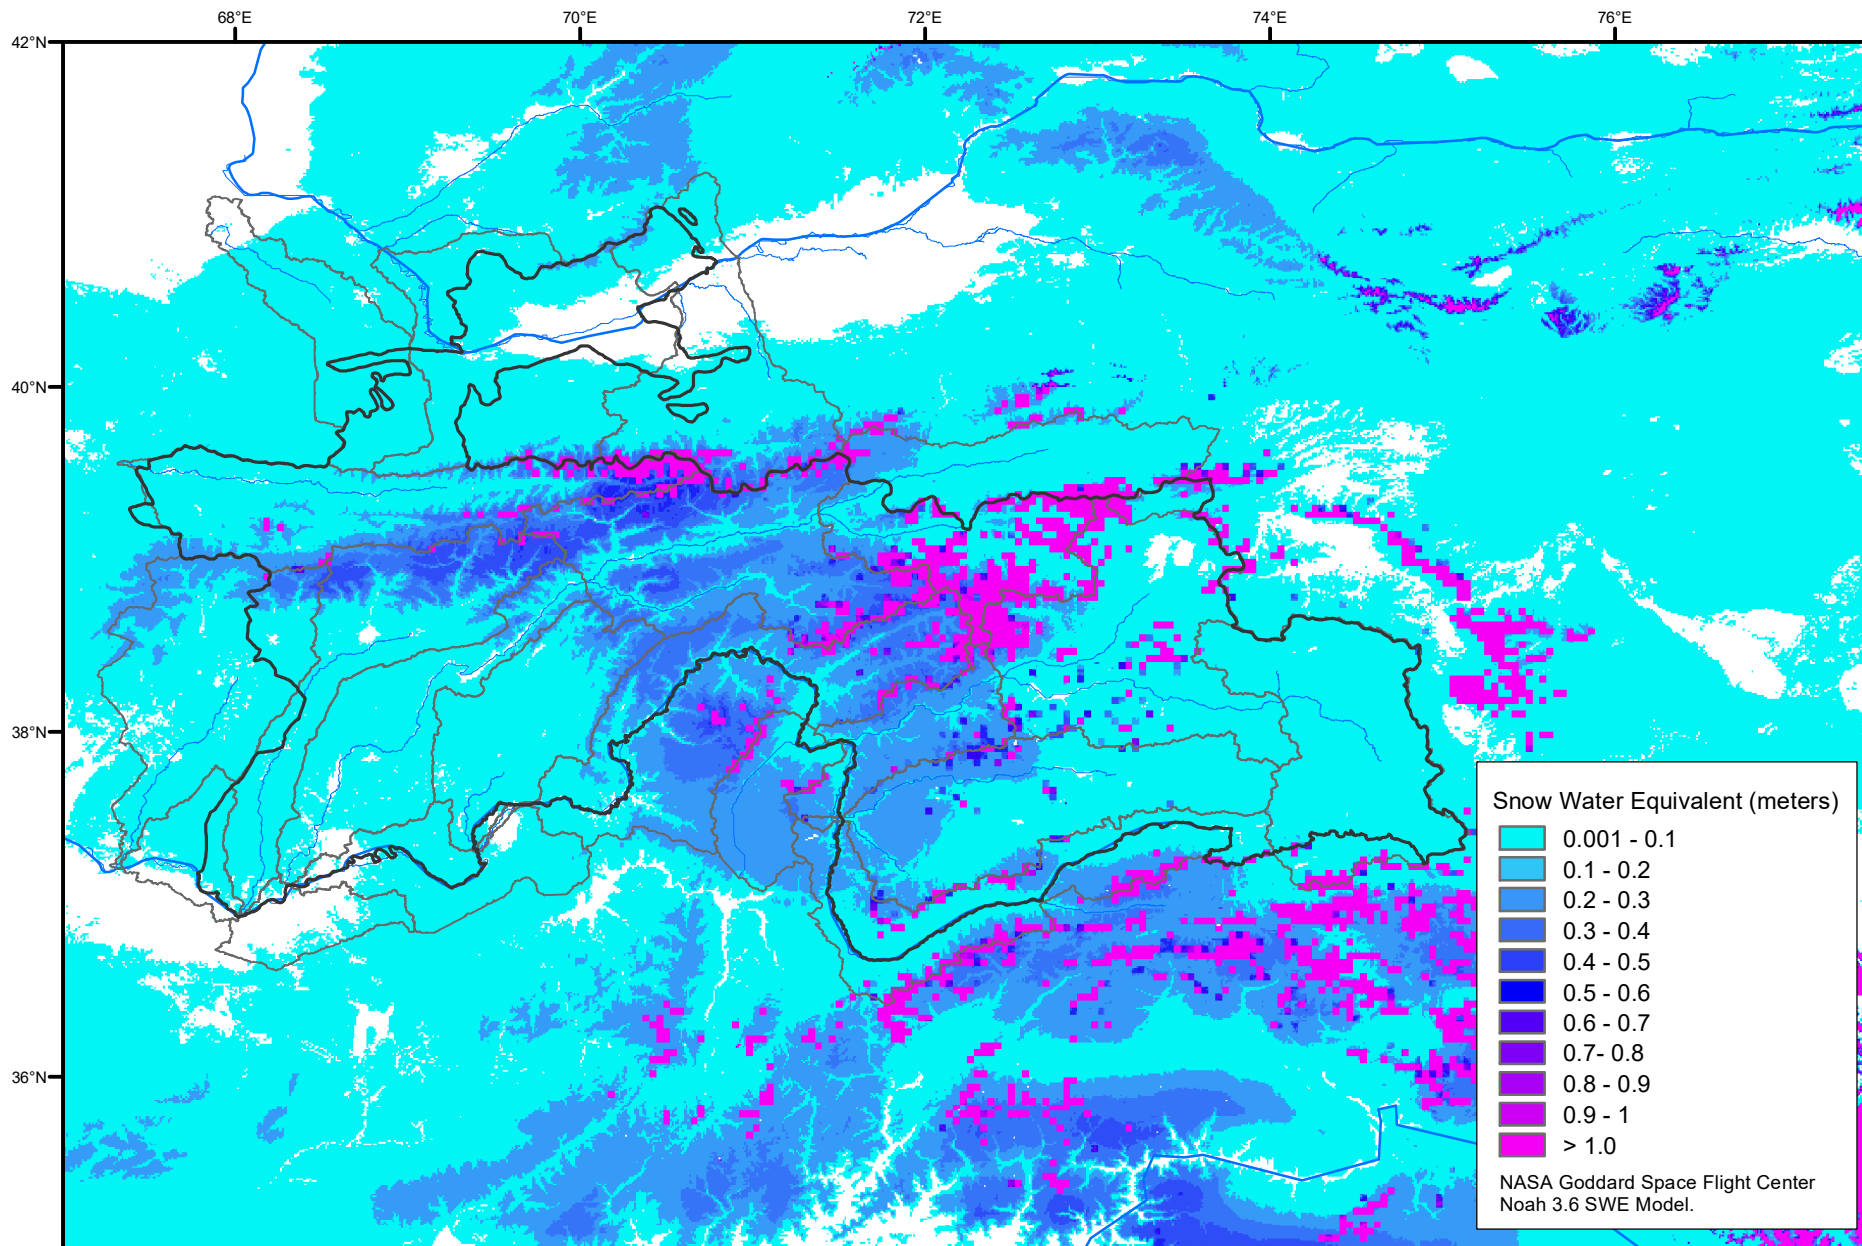 68°E
70°E
72°E
74°E
76°E
42°N
40°N
38°N
36°N
Snow Water Equivalent (meters)
0.001 - 0.1
0.1 - 0.2
0.2 - 0.3
0.3 - 0.4
0.4 - 0.5
0.5 - 0.6
0.6 - 0.7
0.7- 0.8
0.8 - 0.9
0.9 - 1
> 1.0
NASA Goddard Space Flight Center
Noah 3.6 SWE Model.